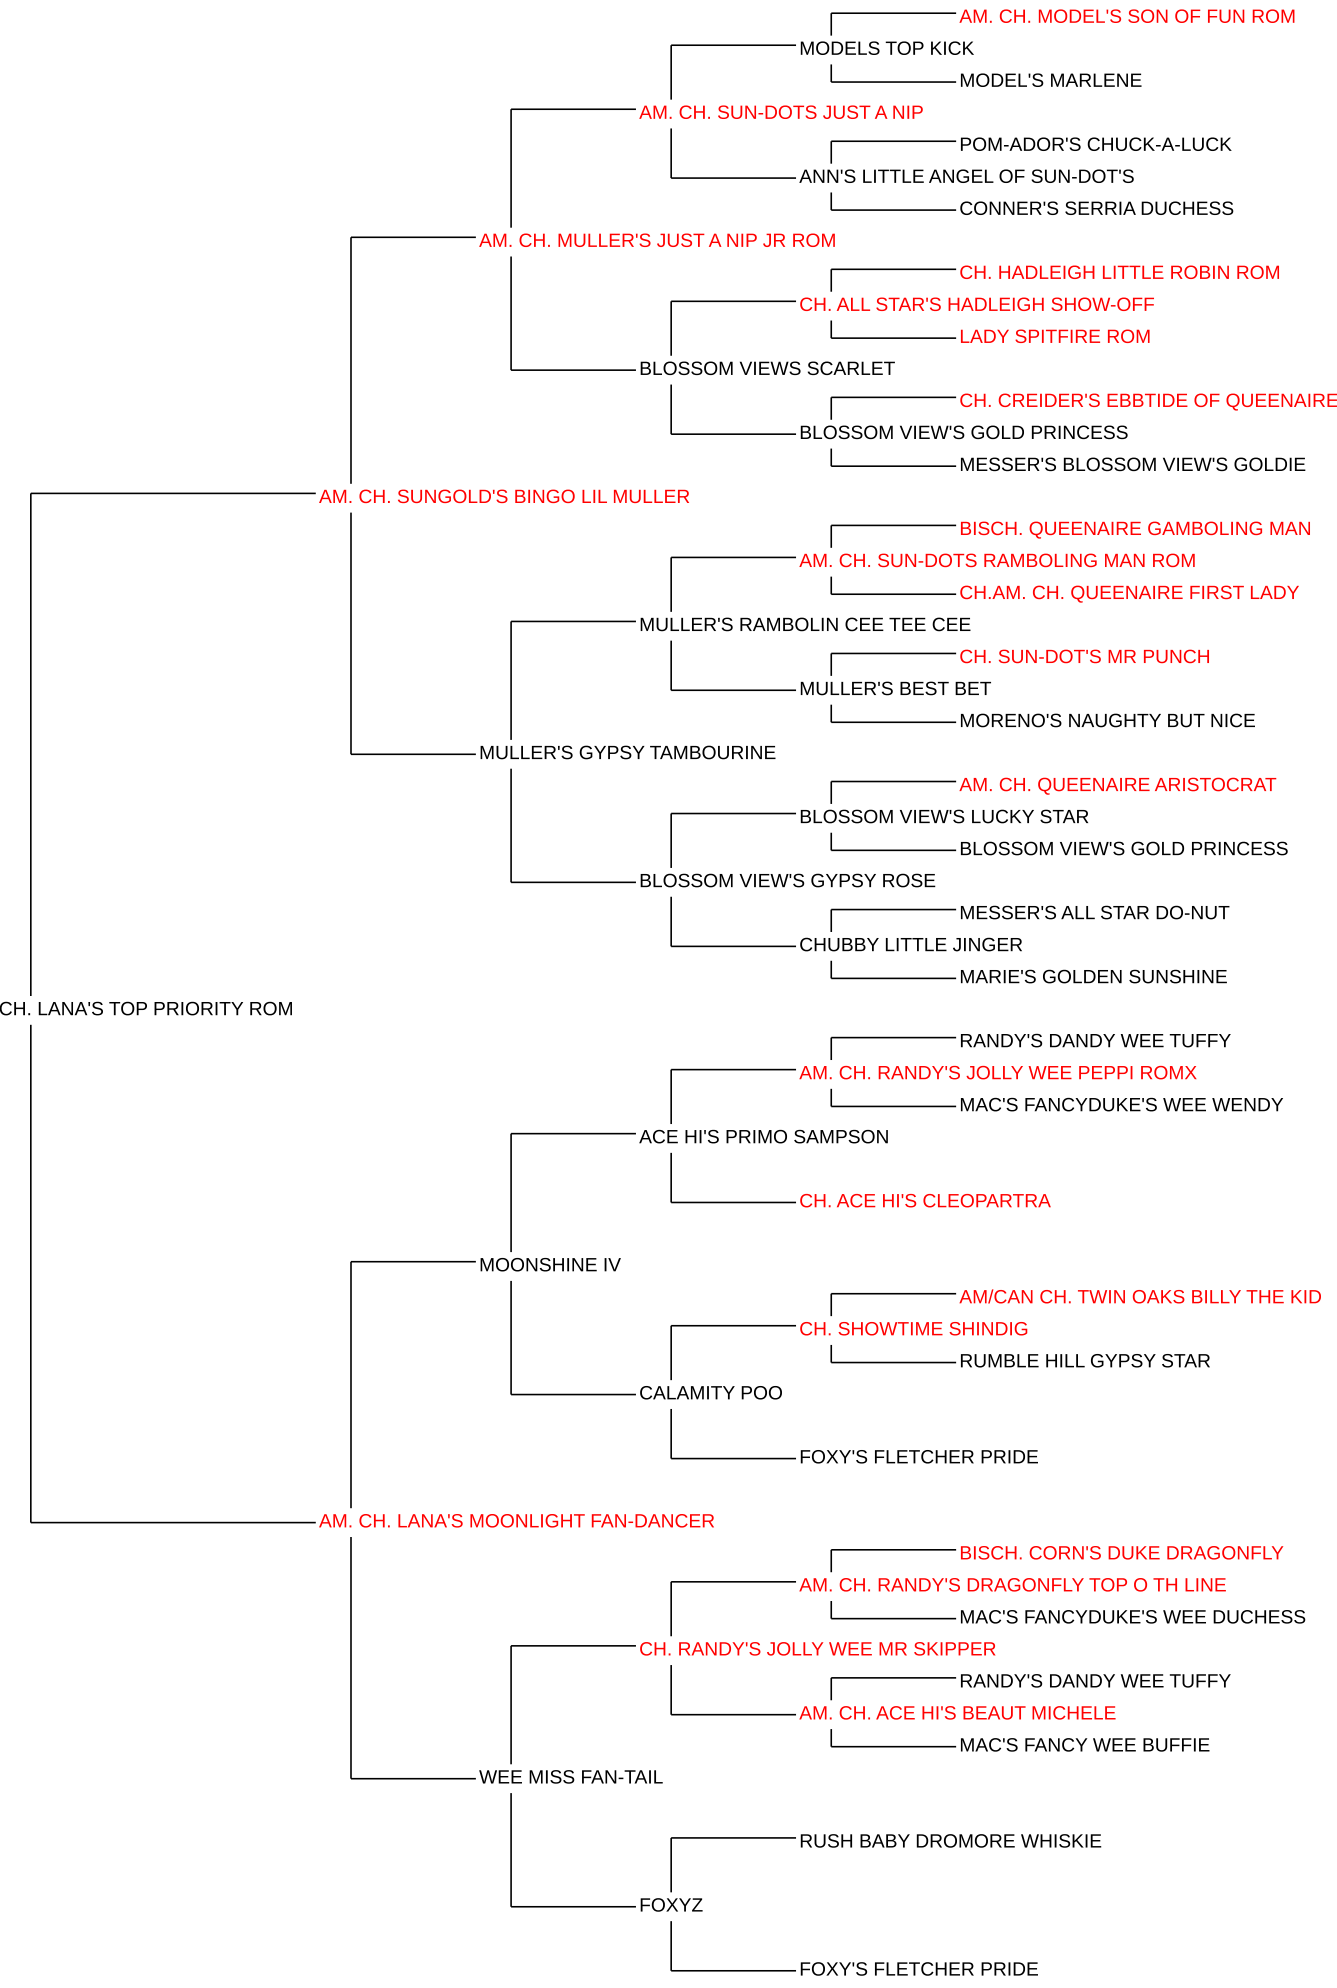 AM. CH. MODEL'S SON OF FUN ROM
MODELS TOP KICK
MODEL'S MARLENE
AM. CH. SUN-DOTS JUST A NIP
POM-ADOR'S CHUCK-A-LUCK
ANN'S LITTLE ANGEL OF SUN-DOT'S
CONNER'S SERRIA DUCHESS
AM. CH. MULLER'S JUST A NIP JR ROM
CH. HADLEIGH LITTLE ROBIN ROM
CH. ALL STAR'S HADLEIGH SHOW-OFF
LADY SPITFIRE ROM
BLOSSOM VIEWS SCARLET
CH. CREIDER'S EBBTIDE OF QUEENAIRE
BLOSSOM VIEW'S GOLD PRINCESS
MESSER'S BLOSSOM VIEW'S GOLDIE
AM. CH. SUNGOLD'S BINGO LIL MULLER
BISCH. QUEENAIRE GAMBOLING MAN
AM. CH. SUN-DOTS RAMBOLING MAN ROM
CH.AM. CH. QUEENAIRE FIRST LADY
MULLER'S RAMBOLIN CEE TEE CEE
CH. SUN-DOT'S MR PUNCH
MULLER'S BEST BET
MORENO'S NAUGHTY BUT NICE
MULLER'S GYPSY TAMBOURINE
AM. CH. QUEENAIRE ARISTOCRAT
BLOSSOM VIEW'S LUCKY STAR
BLOSSOM VIEW'S GOLD PRINCESS
BLOSSOM VIEW'S GYPSY ROSE
MESSER'S ALL STAR DO-NUT
CHUBBY LITTLE JINGER
MARIE'S GOLDEN SUNSHINE
CH. LANA'S TOP PRIORITY ROM
RANDY'S DANDY WEE TUFFY
AM. CH. RANDY'S JOLLY WEE PEPPI ROMX
MAC'S FANCYDUKE'S WEE WENDY
ACE HI'S PRIMO SAMPSON
CH. ACE HI'S CLEOPARTRA
MOONSHINE IV
AM/CAN CH. TWIN OAKS BILLY THE KID
CH. SHOWTIME SHINDIG
RUMBLE HILL GYPSY STAR
CALAMITY POO
FOXY'S FLETCHER PRIDE
AM. CH. LANA'S MOONLIGHT FAN-DANCER
BISCH. CORN'S DUKE DRAGONFLY
AM. CH. RANDY'S DRAGONFLY TOP O TH LINE
MAC'S FANCYDUKE'S WEE DUCHESS
CH. RANDY'S JOLLY WEE MR SKIPPER
RANDY'S DANDY WEE TUFFY
AM. CH. ACE HI'S BEAUT MICHELE
MAC'S FANCY WEE BUFFIE
WEE MISS FAN-TAIL
RUSH BABY DROMORE WHISKIE
FOXYZ
FOXY'S FLETCHER PRIDE